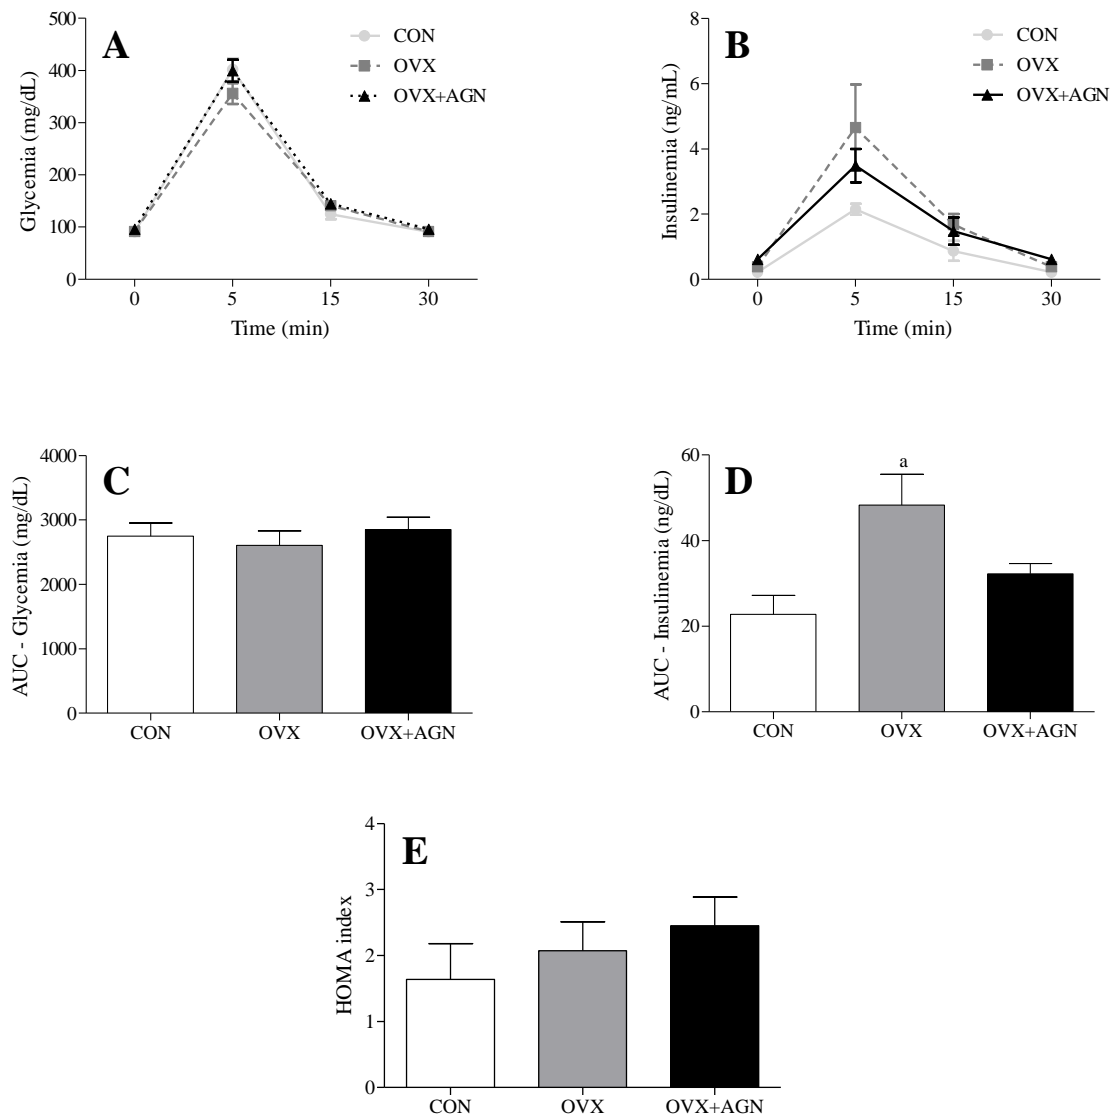 A
CON
OVX
OVX+AGN
Glycemia (mg/dL)
500
400
300
200
100
0
0 5 15 30
Time (min)
B
CON
OVX
OVX+AGN
Insulinemia (ng/mL)
8
6
4
2
0
0 5 15 30
Time (min)
C
AUC - Glycemia (mg/dL)
4000
3000
2000
1000
0
CON OVX OVX+AGN
D
a
AUC - Insulinemia (ng/dL)
60
40
20
0
CON OVX OVX+AGN
E
HOMA index
4
3
2
1
0
CON OVX OVX+AGN